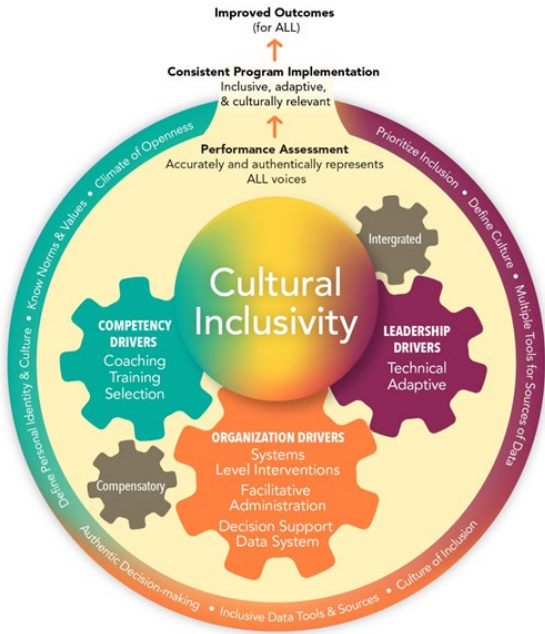 Improved Outcomes
(for ALL)
Consistent Program Implementation
Inclusive, adaptive,
& culturally relevant
Performance Assessment
Accurately and authentically represents
ALL voices
Define Personal Identity & Culture • Know Norms & Values • Climate of Openness
Prioritize Inclusion • Define Culture • Multiple Tools for Sources of Data
Intergrated
Cultural
Inclusivity
COMPETENCY
DRIVERS
Coaching
Training
Selection
LEADERSHIP
DRIVERS
Technical
Adaptive
ORGANIZATION DRIVERS
Systems
Level Interventions
Facilitative
Administration
Decision Support
Data System
Compensatory
Authentic Decision-making • Inclusive Data Tools & Sources • Culture of Inclusion